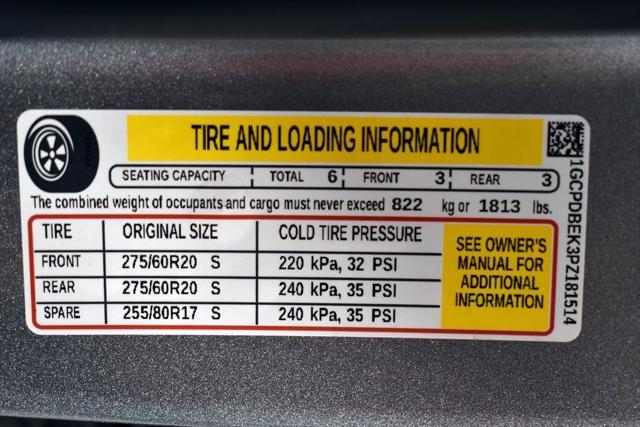 TIRE AND LOADING INFORMATION
SEATING CAPACITY TOTAL 6 FRONT 3 REAR 3
The combined weight of occupants and cargo must never exceed 822 kg or 1813 lbs.
TIRE ORIGINAL SIZE COLD TIRE PRESSURE
FRONT 275/60R20 S 220 kPa, 32 PSI
REAR 275/60R20 S 240 kPa, 35 PSI
SPARE 255/80R17 S 240 kPa, 35 PSI
SEE OWNER'S
MANUAL FOR
ADDITIONAL
INFORMATION
1GCPDBEK3PZ181514